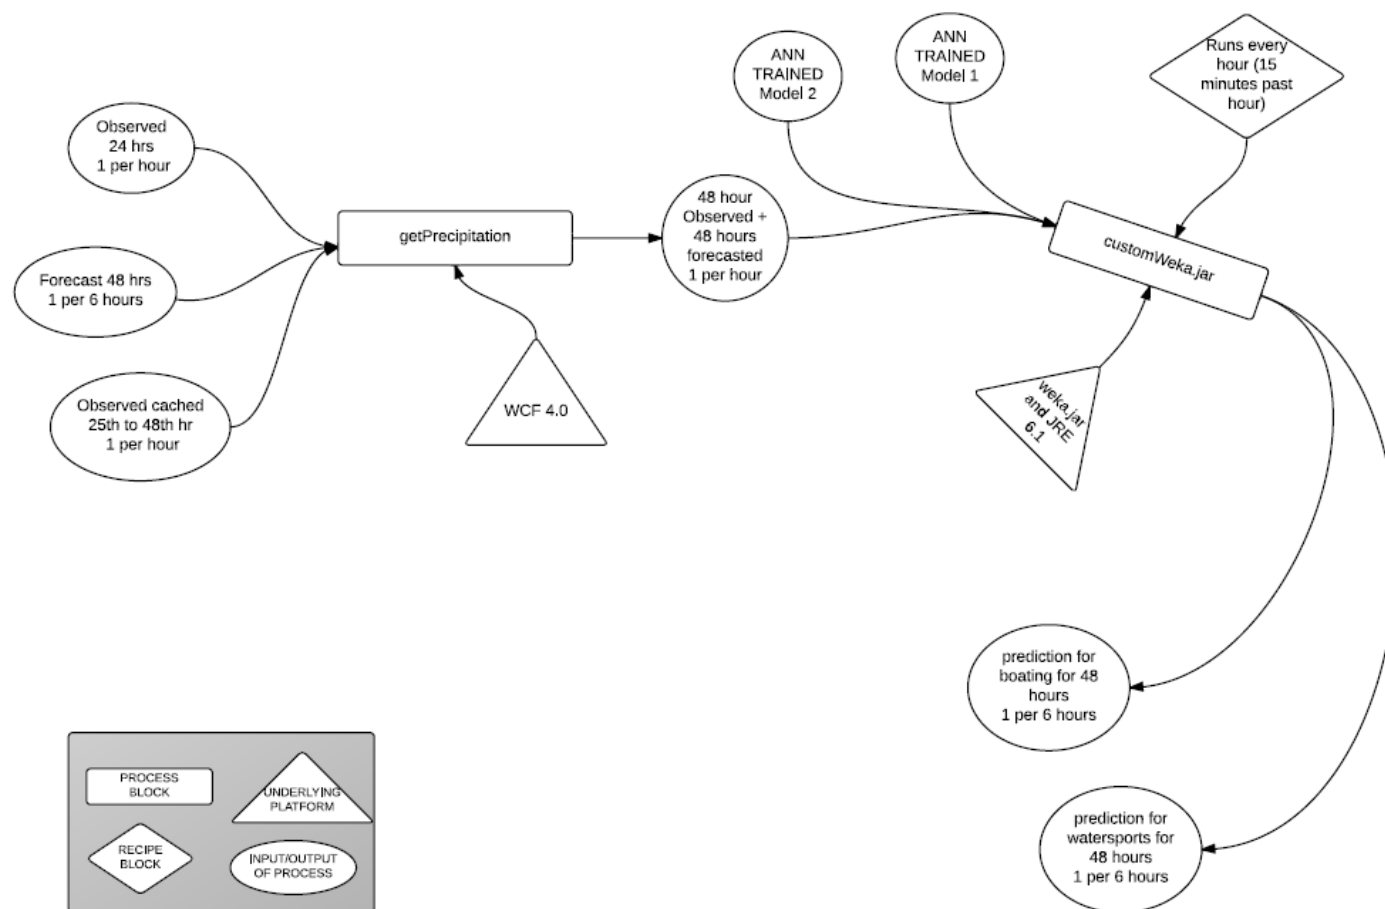 ANN
TRAINED
Model 2
ANN
TRAINED
Model 1
Runs every
hour (15
minutes past
hour)
Observed
24 hrs
1 per hour
getPrecipitation
48 hour
Observed +
48 hours
forecasted
1 per hour
customWeka.jar
Forecast 48 hrs
1 per 6 hours
Observed cached
25th to 48th hr
1 per hour
WCF 4.0
weka.jar
and JRE
6.1
prediction for
boating for 48
hours
1 per 6 hours
prediction for
watersports for
48 hours
1 per 6 hours
PROCESS
BLOCK
UNDERLYING
PLATFORM
RECIPE
BLOCK
INPUT/OUTPUT
OF PROCESS